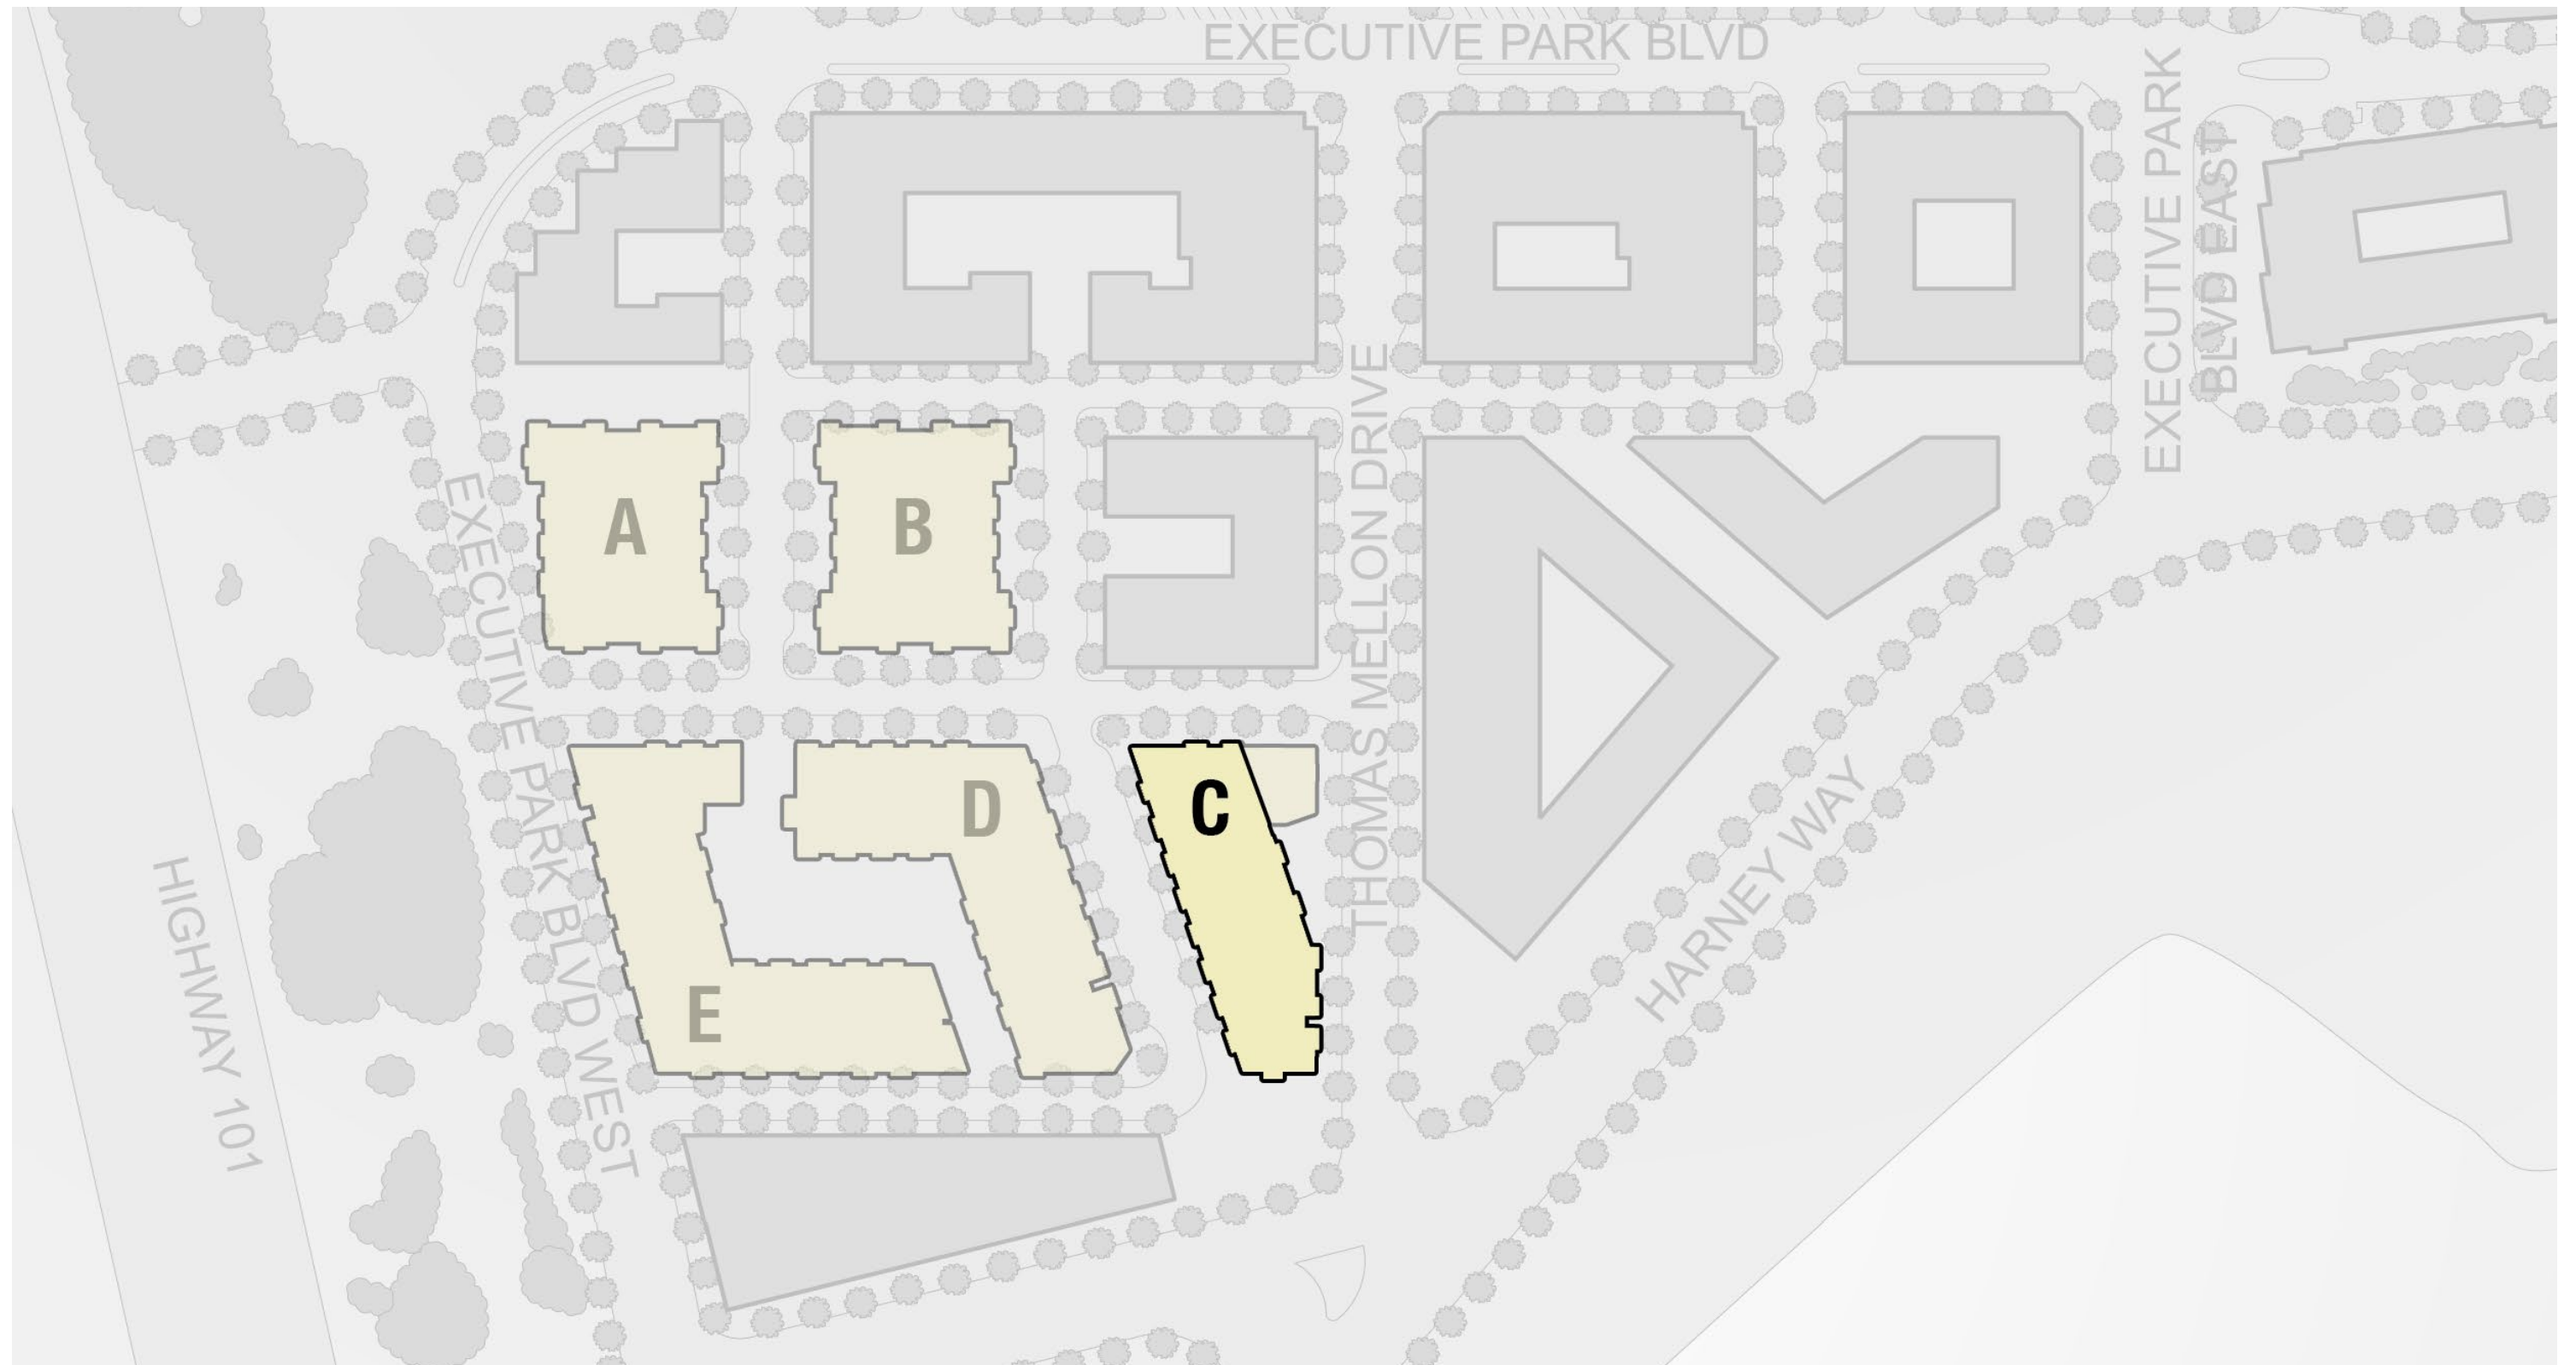 EXECUTIVE PARK BLVD
EXECUTIVE PARK
BLVD EAST
THOMAS MELLON DRIVE
A
B
EXECUTIVE PARK BLVD WEST
C
D
HARNEY WAY
HIGHWAY 101
E